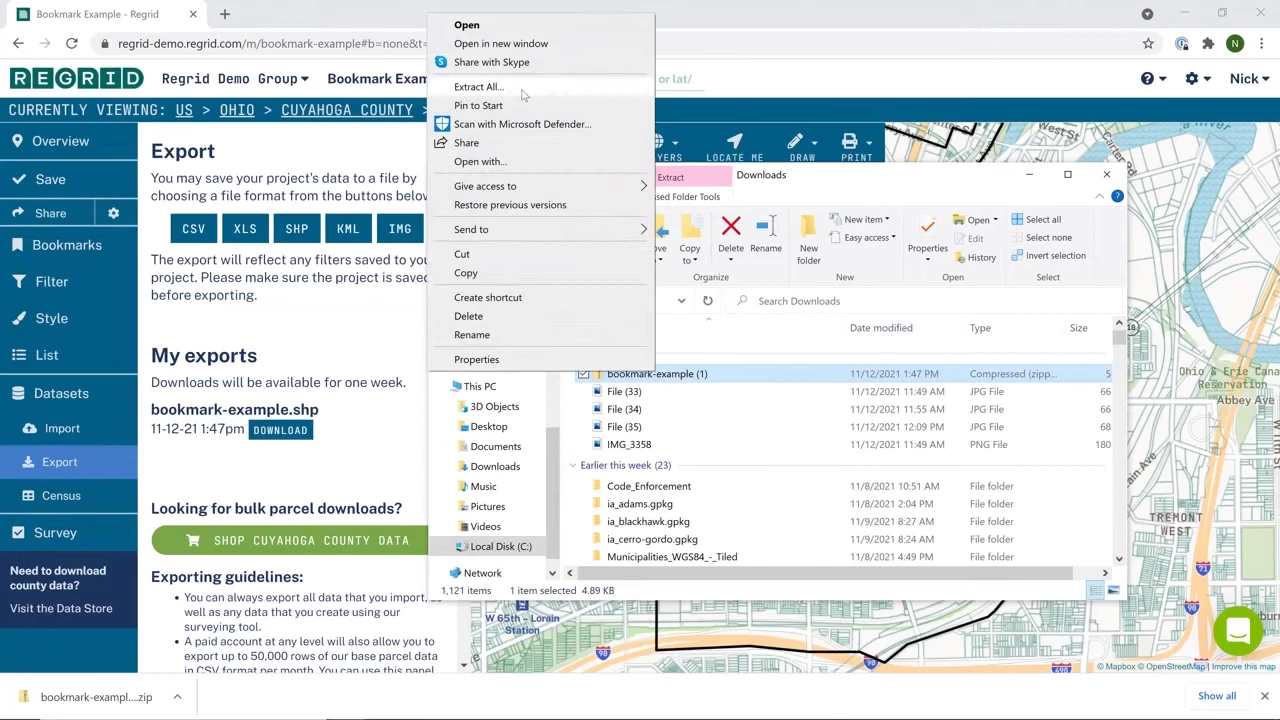 Bookmark Example - Regrid
regrid-demo.regrid.com/m/bookmark-example#b=none&t=
N
REGRID
Regrid Demo Group
Bookmark Exam
or lat/
Nick
CURRENTLY VIEWING: US > OHIO > CUYAHOGA COUNTY >
Overview
Save
Share
Bookmarks
Filter
Style
List
Datasets
Import
Export
Census
Survey
Need to download
county data?
Visit the Data Store
Export
You may save your project's data to a file by
choosing a file format from the buttons below
CSV XLS SHP KML IMG
The export will reflect any filters saved to you
project. Please make sure the project is save
before exporting.
My exports
Downloads will be available for one week.
bookmark-example.shp
11-12-21 1:47pm DOWNLOAD
Looking for bulk parcel downloads?
SHOP CUYAHOGA COUNTY DATA
Exporting guidelines:
You can always export all data that you import, as
well as any data that you create using our
surveying tool.
A paid account at any level will also allow you to
export up to 50,000 rows of our base parcel data
in CSV format per month. You can use this panel
Open
Open in new window
Share with Skype
Extract All...
Pin to Start
Scan with Microsoft Defender...
Share
Open with...
Give access to
Restore previous versions
Send to
Cut
Copy
Create shortcut
Delete
Rename
Properties
YERS LOCATE ME DRAW PRINT
Extract Downloads
ssed Folder Tools
ove
to
Copy
to
Delete
Rename
New
folder
New item
Easy access
Properties
Open
Edit
History
Select all
Select none
Invert selection
Organize New Open Select
Search Downloads
Date modified Type Size
bookmark-example (1) 11/12/2021 1:47 PM Compressed (zipp... 5
File (33) 11/12/2021 11:49 AM JPG File 66
File (34) 11/12/2021 11:55 AM JPG File 66
File (35) 11/12/2021 12:09 PM JPG File 68
IMG_3358 11/12/2021 11:49 AM PNG File 180
Earlier this week (23)
Code_Enforcement 11/8/2021 10:51 AM File folder
ia_adams.gpkg 11/8/2021 2:04 PM File folder
ia_blackhawk.gpkg 11/9/2021 8:27 AM File folder
ia_cerro-gordo.gpkg 11/9/2021 8:24 AM File folder
Municipalities_WGS84_-_Tiled 11/8/2021 4:49 PM File folder
This PC
3D Objects
Desktop
Documents
Downloads
Music
Pictures
Videos
Local Disk (C:)
Network
1,121 items 1 item selected 4.89 KB
Ohio & Erie Cana
Reservation
Abbey Ave
TREMONT
WEST
W 65th - Lorain
Station
71
90
© Mapbox © OpenStreetMap | Improve this map
bookmark-exampl....zip
Show all